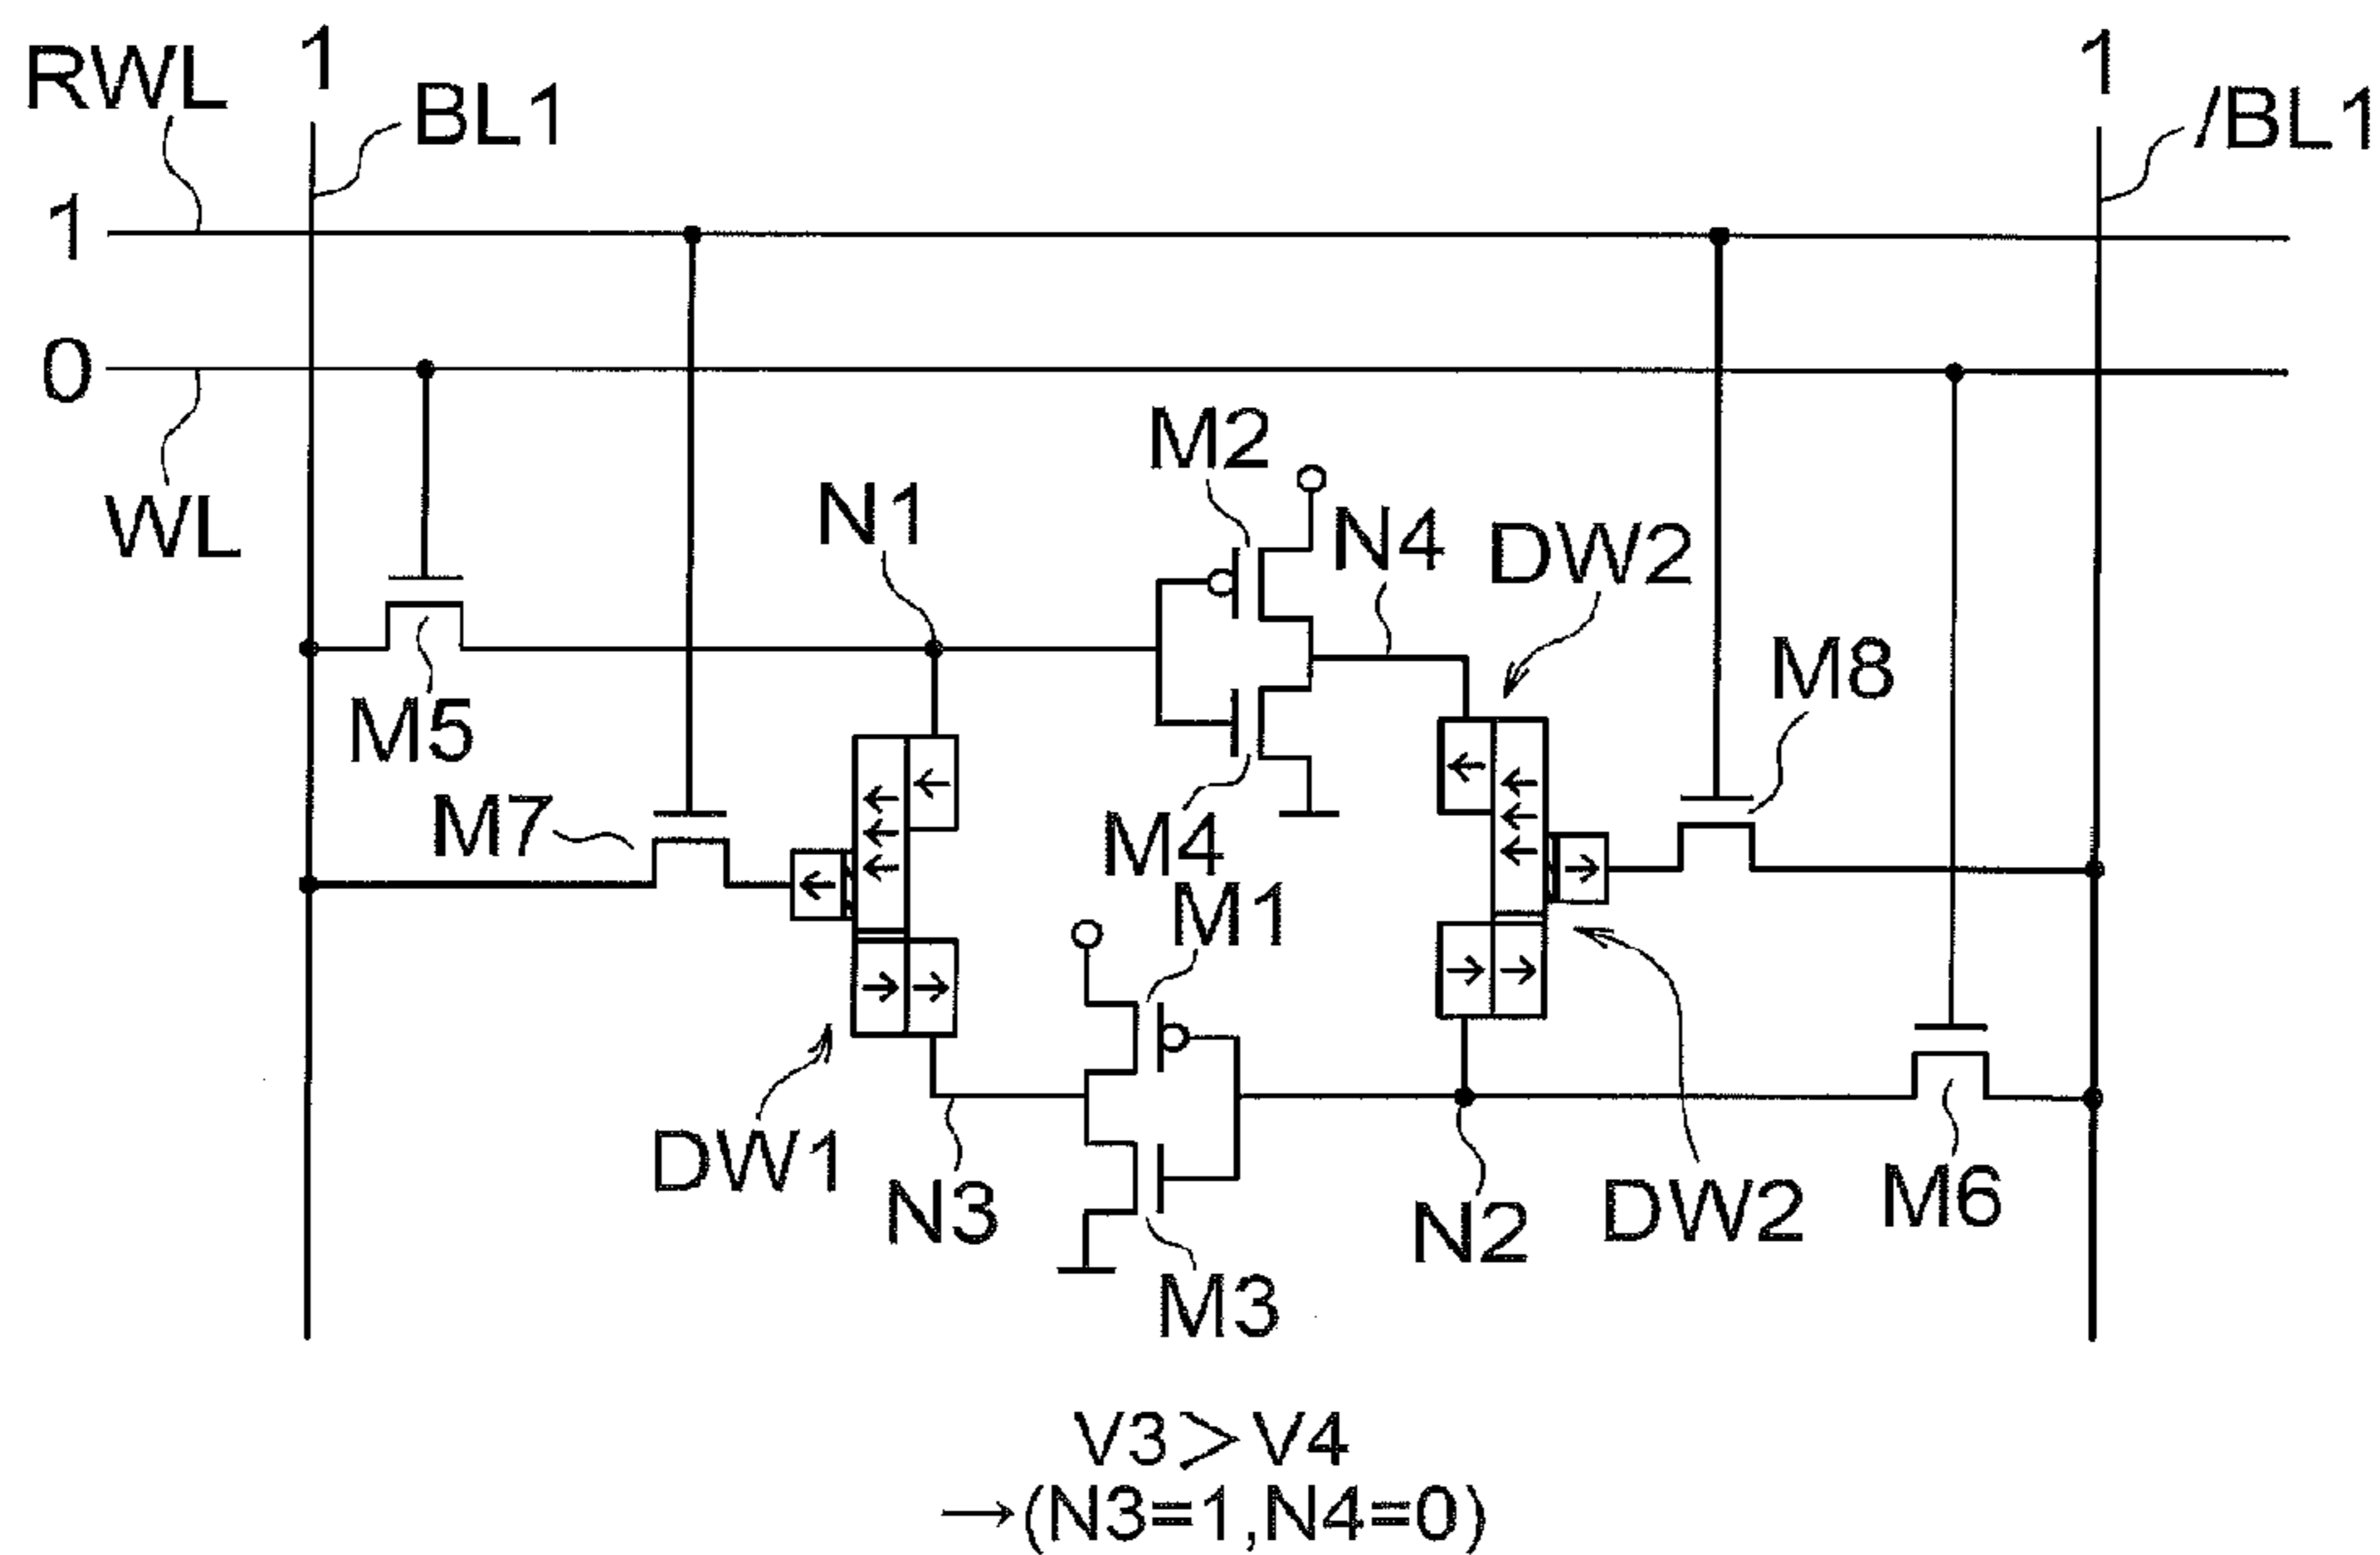 RWL
1
BL1
1
/BL1
1
0
WL
M2
N1
N4
DW2
M5
M8
M7
M4
M1
DW1
N3
N2
DW2
M6
M3
V3>V4
→(N3=1,N4=0)